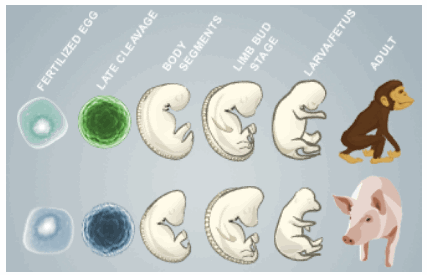 FERTILIZED EGG
LATE CLEAVAGE
BODY
SEGMENTS
LIMB BUD
STAGE
LARVA/FETUS
ADULT